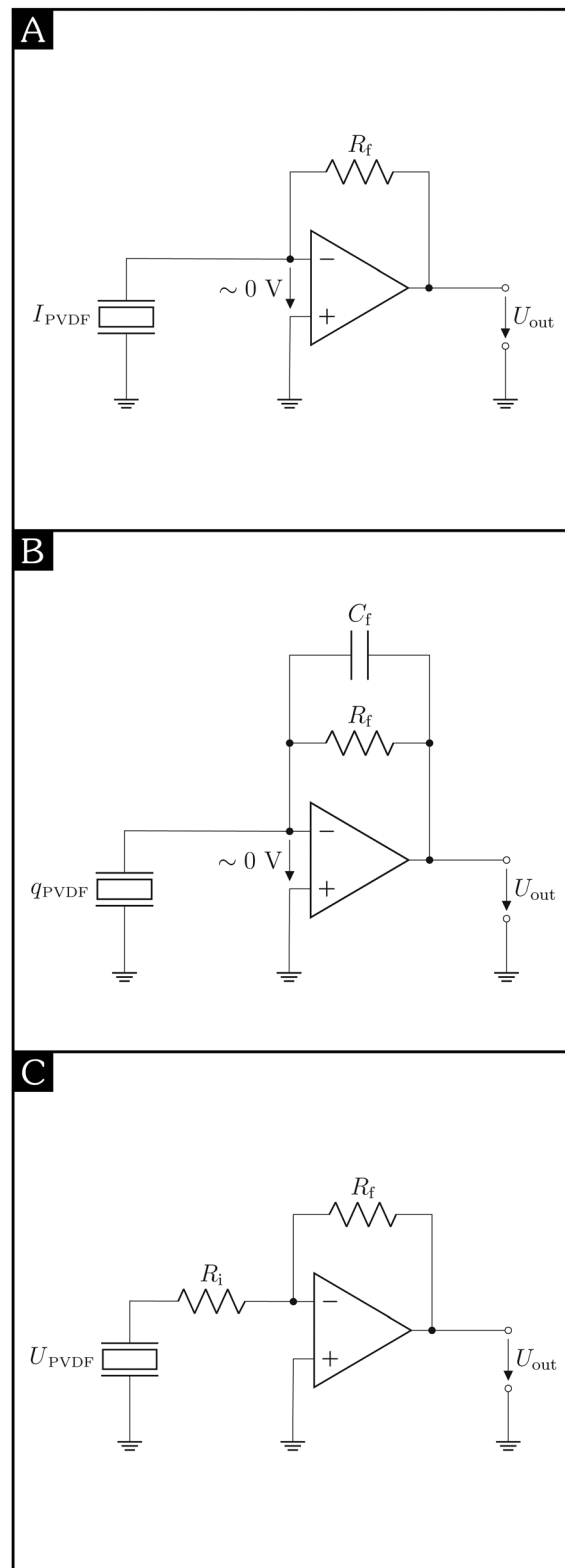 A
R_f
∼ 0 V
−
+
I_PVDF
U_out
B
C_f
R_f
∼ 0 V
−
+
q_PVDF
U_out
C
R_f
R_i
−
+
U_PVDF
U_out